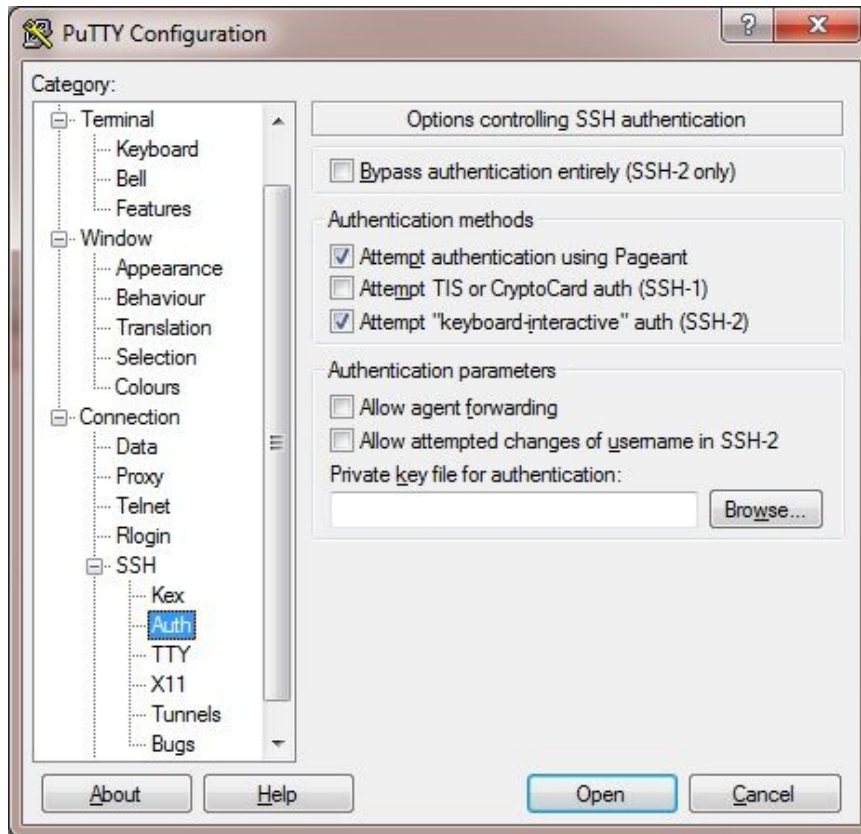 PuTTY Configuration
Category:
Terminal
Keyboard
Bell
Features
Window
Appearance
Behaviour
Translation
Selection
Colours
Connection
Data
Proxy
Telnet
Rlogin
SSH
Kex
Auth
TTY
X11
Tunnels
Bugs
Options controlling SSH authentication
Bypass authentication entirely (SSH-2 only)
Authentication methods
Attempt authentication using Pageant
Attempt TIS or CryptoCard auth (SSH-1)
Attempt "keyboard-interactive" auth (SSH-2)
Authentication parameters
Allow agent forwarding
Allow attempted changes of username in SSH-2
Private key file for authentication:
Browse...
About
Help
Open
Cancel